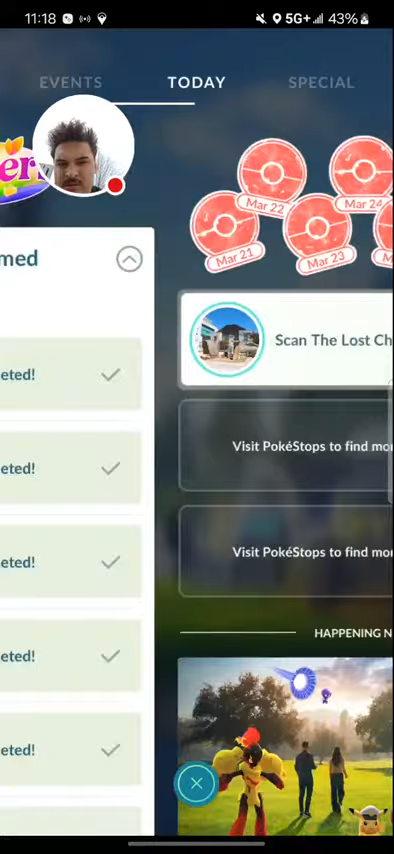 11:18
5G+
43%
EVENTS
TODAY
SPECIAL
er
Mar 22
Mar 24
Mar 21
Mar 23
M
med
eted!
Scan The Lost Ch
Visit PokéStops to find mo
eted!
Visit PokéStops to find mo
eted!
HAPPENING N
eted!
eted!